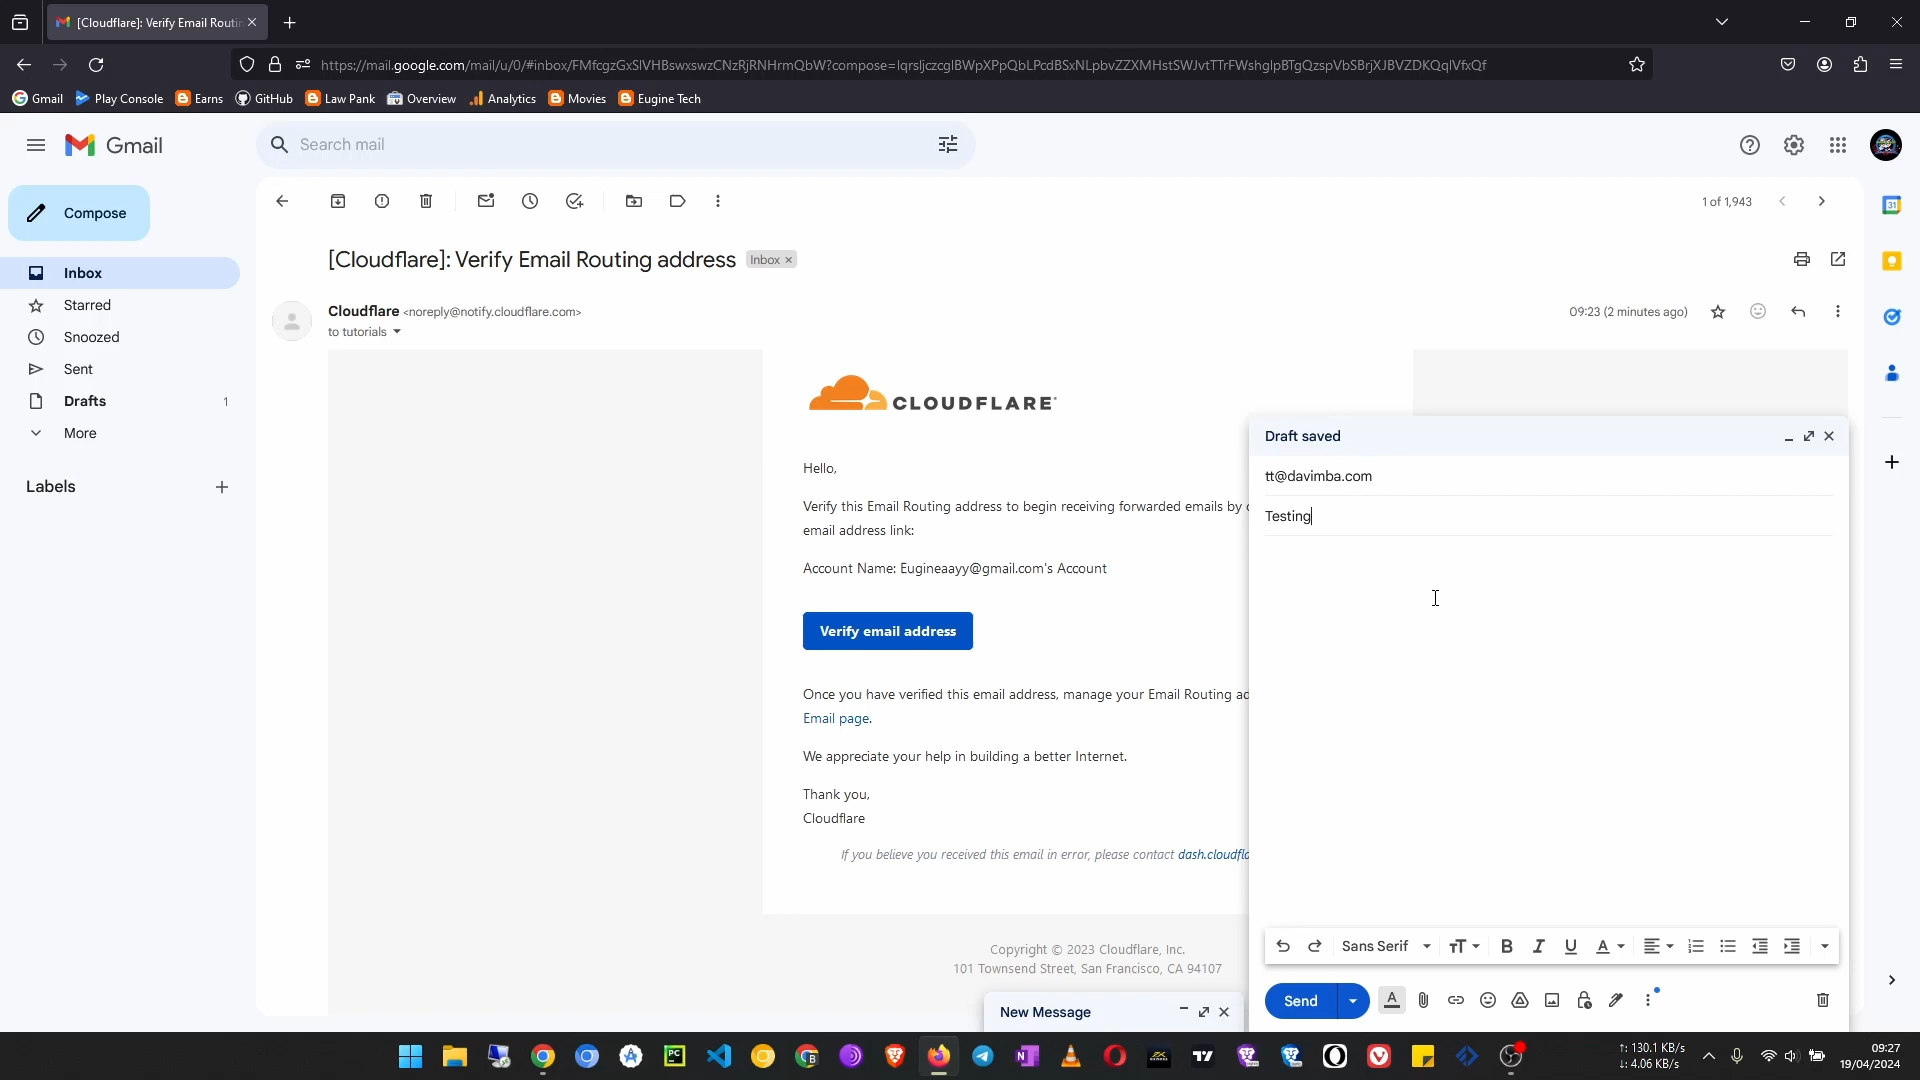 [Cloudflare]: Verify Email Routin
https://mail.google.com/mail/u/0/#inbox/FMfcgzGxSlVHBswxswzCNzRjRNHrmQbW?compose=lqrsljczcglBWpXPpQbLPcdBSxNLpbvZZXMHstSWJvtTTrFWshglpBTgQzspVbSBrjXJBVZDKQqlVfxQf
Gmail Play Console Earns GitHub Law Pank Overview Analytics Movies Eugine Tech
Gmail
Search mail
Compose
1 of 1,943
[Cloudflare]: Verify Email Routing address Inbox ×
Inbox
Starred
Snoozed
Sent
Drafts 1
More
Labels
Cloudflare <noreply@notify.cloudflare.com>
09:23 (2 minutes ago)
to tutorials
CLOUDFLARE
Hello,
Verify this Email Routing address to begin receiving forwarded emails by
email address link:
Account Name: Eugineaayy@gmail.com's Account
Verify email address
Once you have verified this email address, manage your Email Routing
Email page.
We appreciate your help in building a better Internet.
Thank you,
Cloudflare
If you believe you received this email in error, please contact dash.cloudfla
Copyright © 2023 Cloudflare, Inc.
101 Townsend Street, San Francisco, CA 94107
New Message
Draft saved
tt@davimba.com
Testing
Sans Serif
Send
↑: 130.1 KB/s
↓: 4.06 KB/s
09:27
19/04/2024